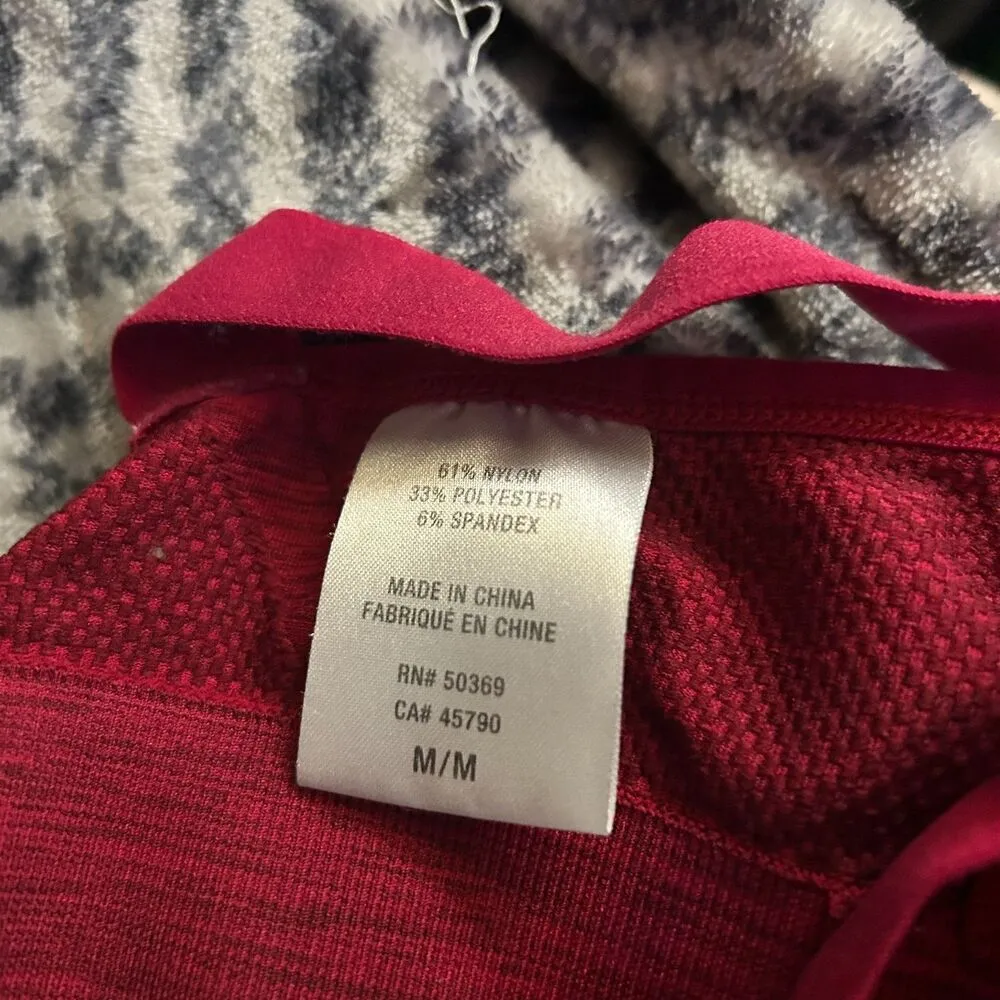 61% NYLON
33% POLYESTER
6% SPANDEX
MADE IN CHINA
FABRIQUÉ EN CHINE
RN# 50369
CA# 45790
M/M